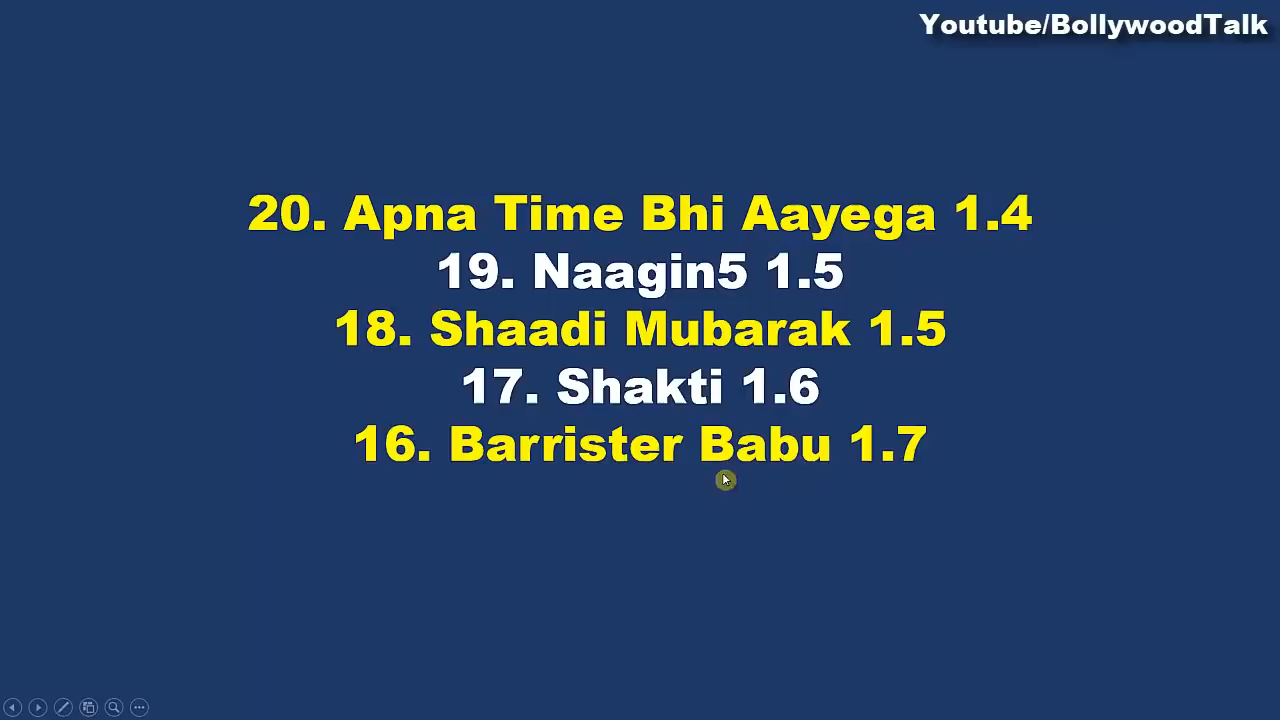 Youtube/BollywoodTalk
20. Apna Time Bhi Aayega 1.4
19. Naagin5 1.5
18. Shaadi Mubarak 1.5
17. Shakti 1.6
16. Barrister Babu 1.7